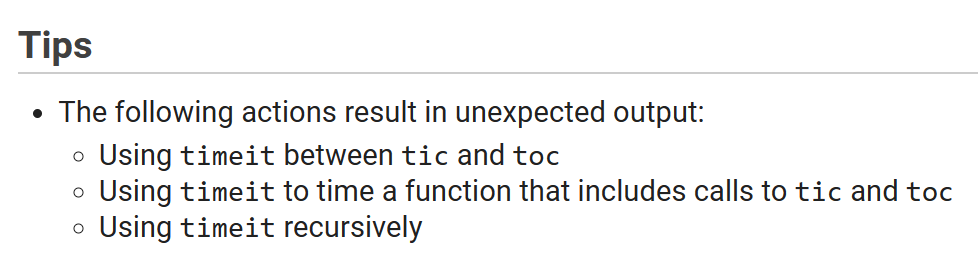 Tips
• The following actions result in unexpected output:
○ Using timeit between tic and toc
○ Using timeit to time a function that includes calls to tic and toc
○ Using timeit recursively